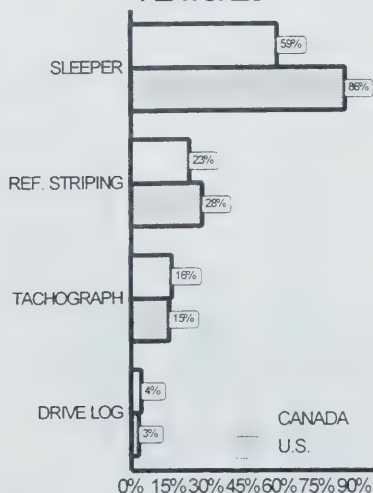 59%
SLEEPER
86%
23%
REF. STRIPING
28%
16%
TACHOGRAPH
15%
4%
DRIVE LOG
3%
CANADA
U.S.
0% 15% 30% 45% 60% 75% 90%